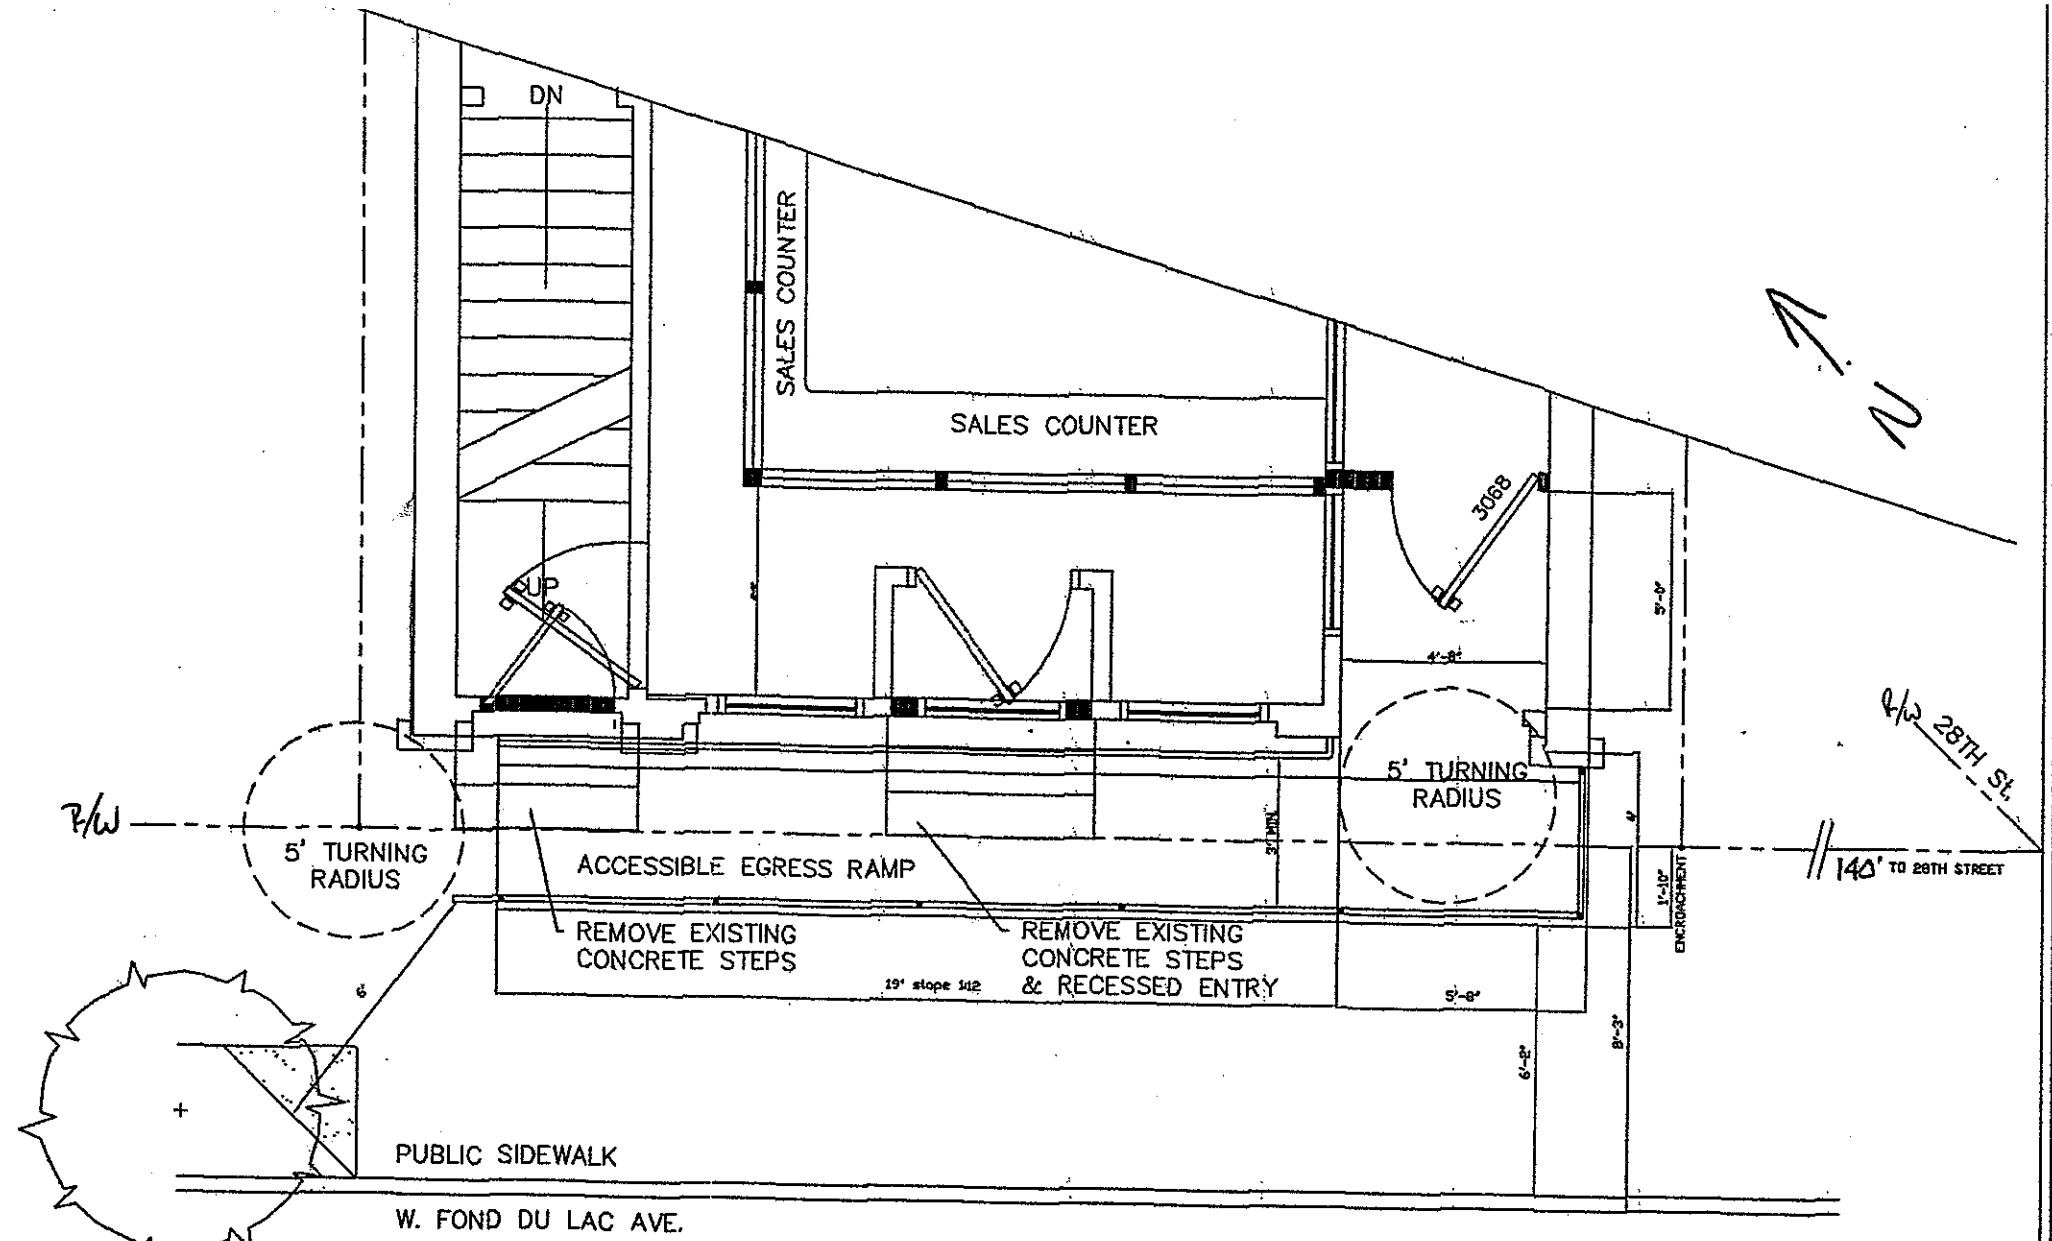 DN
SALES COUNTER
SALES COUNTER
N
3068
UP
5'-0"
4'-8"
R/W 28TH St.
5' TURNING
RADIUS
R/W
5' TURNING
RADIUS
3' MIN.
4'
ACCESSIBLE EGRESS RAMP
140' TO 28TH STREET
1'-10"
ENCROACHMENT
REMOVE EXISTING
CONCRETE STEPS
REMOVE EXISTING
CONCRETE STEPS
& RECESSED ENTRY
6'
19' slope 1:12
5'-8"
6'-2"
8'-3"
PUBLIC SIDEWALK
W. FOND DU LAC AVE.